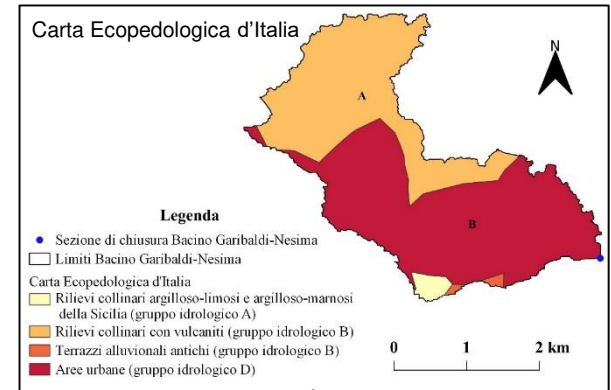 Carta Ecopedologica d'Italia
N
A
B
Legenda
Sezione di chiusura Bacino Garibaldi-Nesima
Limiti Bacino Garibaldi-Nesima
Carta Ecopedologica d'Italia
Rilievi collinari argilloso-limosi e argilloso-marnosi
della Sicilia (gruppo idrologico A)
Rilievi collinari con vulcaniti (gruppo idrologico B)
Terrazzi alluvionali antichi (gruppo idrologico B)
Aree urbane (gruppo idrologico D)
0 1 2 km